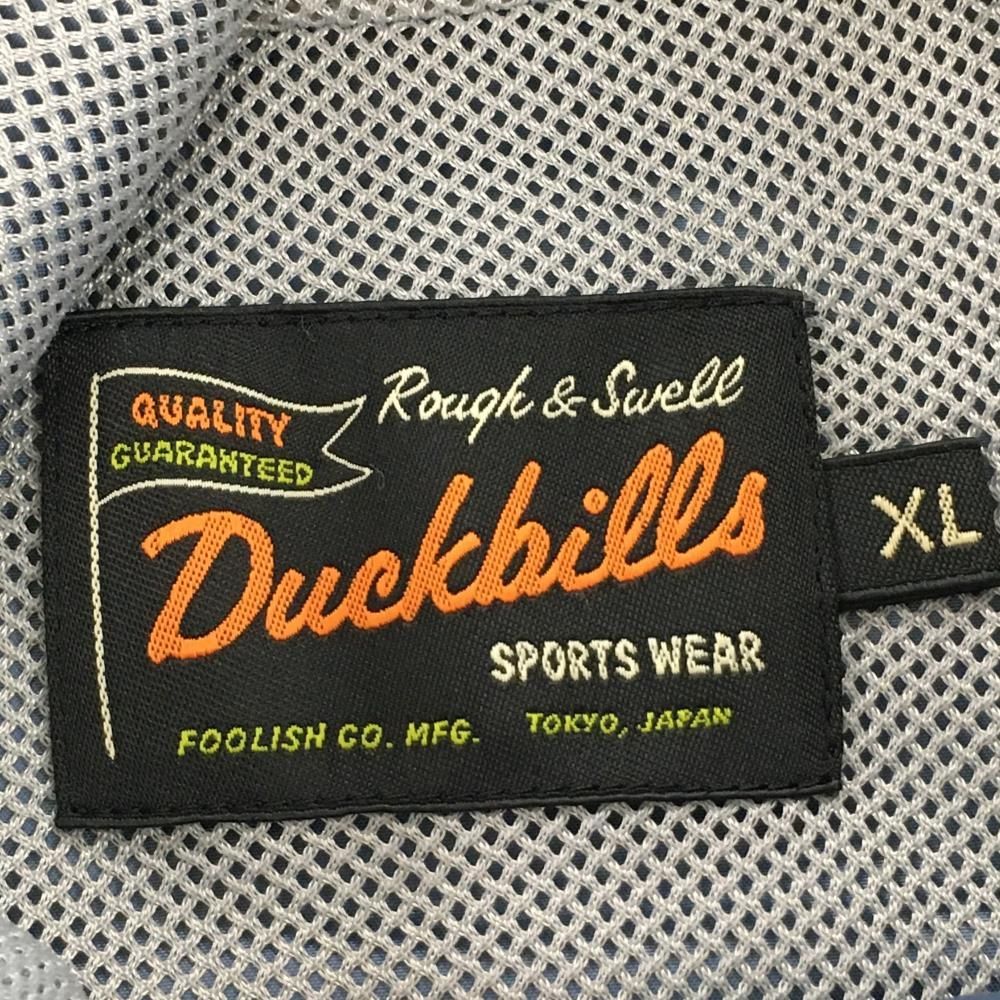 QUALITY
GUARANTEED
Rough & Swell
Duckbills
SPORTS WEAR
FOOLISH CO. MFG. TOKYO, JAPAN
XL